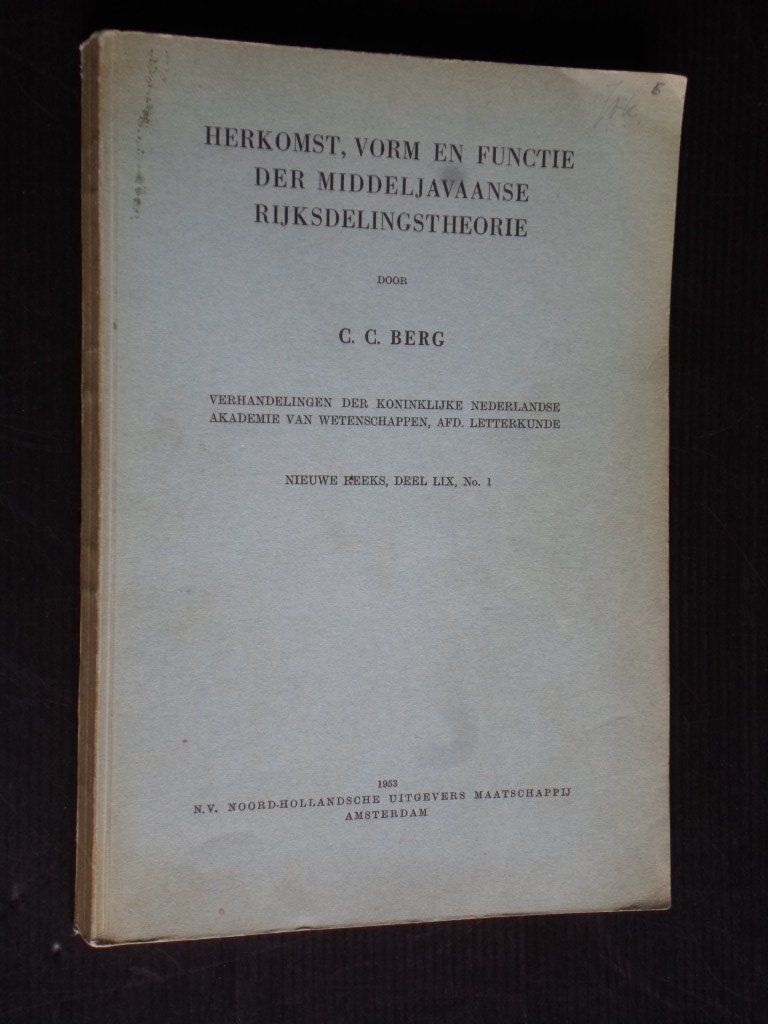 HERKOMST, VORM EN FUNCTIE
DER MIDDELJAVAANSE
RIJKSDELINGSTHEORIE
DOOR
C. C. BERG
VERHANDELINGEN DER KONINKLIJKE NEDERLANDSE
AKADEMIE VAN WETENSCHAPPEN, AFD. LETTERKUNDE
NIEUWE REEKS, DEEL LIX, No. 1
1953
N.V. NOORD-HOLLANDSCHE UITGEVERS MAATSCHAPPIJ
AMSTERDAM